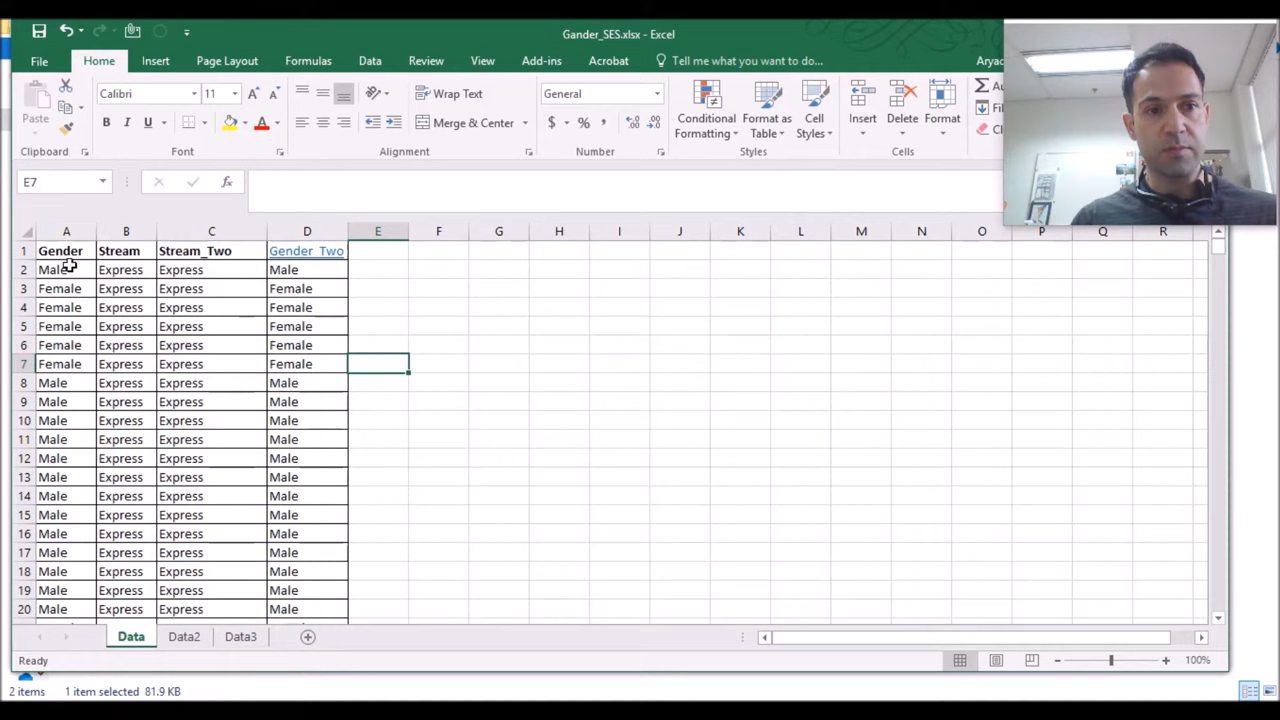 Gander_SES.xlsx - Excel
File Home Insert Page Layout Formulas Data Review View Add-ins Acrobat Tell me what you want to do... Aryad
Paste
Calibri 11
B I U
Wrap Text
Merge & Center
General
$ % ,
Conditional Formatting
Format as Table
Cell Styles
Insert Delete Format
Clipboard Font Alignment Number Styles Cells
E7 fx
A B C D E F G H I J K L M N O P Q R
1 Gender Stream Stream_Two Gender_Two
2 Male Express Express Male
3 Female Express Express Female
4 Female Express Express Female
5 Female Express Express Female
6 Female Express Express Female
7 Female Express Express Female
8 Male Express Express Male
9 Male Express Express Male
10 Male Express Express Male
11 Male Express Express Male
12 Male Express Express Male
13 Male Express Express Male
14 Male Express Express Male
15 Male Express Express Male
16 Male Express Express Male
17 Male Express Express Male
18 Male Express Express Male
19 Male Express Express Male
20 Male Express Express Male
Data Data2 Data3
Ready 100%
2 items 1 item selected 81.9 KB